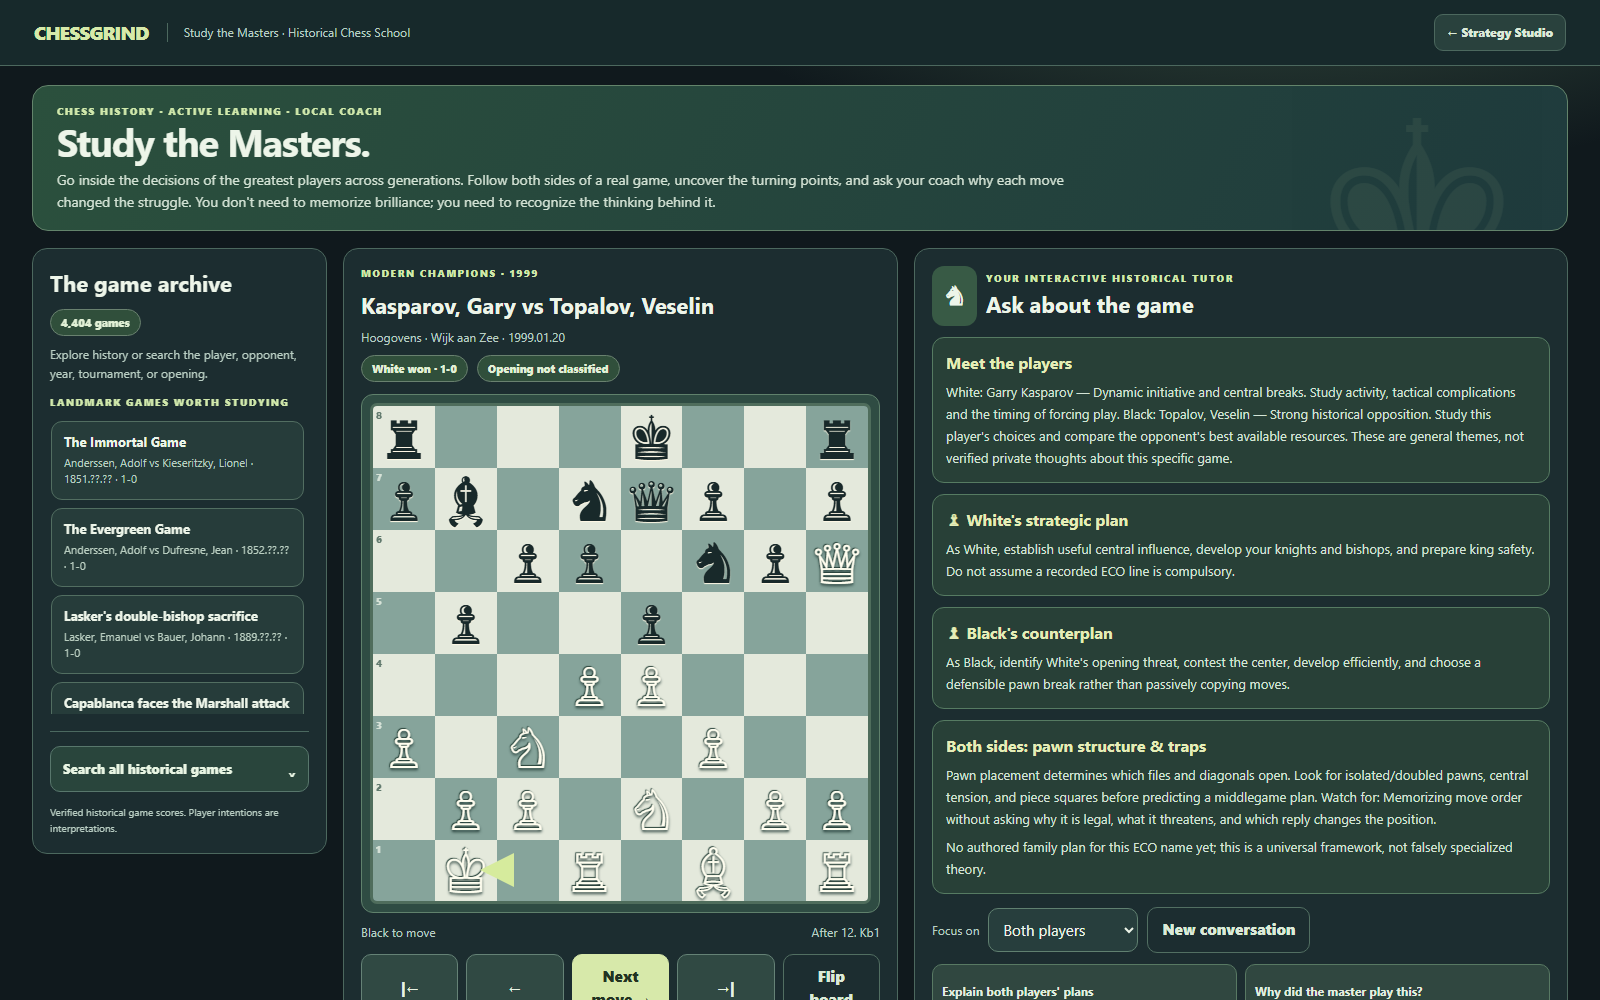 CHESSGRIND
Study the Masters · Historical Chess School
← Strategy Studio
CHESS HISTORY · ACTIVE LEARNING · LOCAL COACH
Study the Masters.
Go inside the decisions of the greatest players across generations. Follow both sides of a real game, uncover the turning points, and ask your coach why each move
changed the struggle. You don't need to memorize brilliance; you need to recognize the thinking behind it.
The game archive
4,404 games
Explore history or search the player, opponent,
year, tournament, or opening.
LANDMARK GAMES WORTH STUDYING
The Immortal Game
Anderssen, Adolf vs Kieseritzky, Lionel ·
1851.??.?? · 1-0
The Evergreen Game
Anderssen, Adolf vs Dufresne, Jean · 1852.??.??
· 1-0
Lasker's double-bishop sacrifice
Lasker, Emanuel vs Bauer, Johann · 1889.??.?? ·
1-0
Capablanca faces the Marshall attack
Search all historical games
Verified historical game scores. Player intentions are
interpretations.
MODERN CHAMPIONS · 1999
Kasparov, Gary vs Topalov, Veselin
Hoogovens · Wijk aan Zee · 1999.01.20
White won · 1-0
Opening not classified
8
7
6
5
4
3
2
1
Black to move
After 12. Kb1
|←
←
Next
move →
→|
Flip
board
YOUR INTERACTIVE HISTORICAL TUTOR
Ask about the game
Meet the players
White: Garry Kasparov — Dynamic initiative and central breaks. Study activity, tactical complications
and the timing of forcing play. Black: Topalov, Veselin — Strong historical opposition. Study this
player's choices and compare the opponent's best available resources. These are general themes, not
verified private thoughts about this specific game.
White's strategic plan
As White, establish useful central influence, develop your knights and bishops, and prepare king safety.
Do not assume a recorded ECO line is compulsory.
Black's counterplan
As Black, identify White's opening threat, contest the center, develop efficiently, and choose a
defensible pawn break rather than passively copying moves.
Both sides: pawn structure & traps
Pawn placement determines which files and diagonals open. Look for isolated/doubled pawns, central
tension, and piece squares before predicting a middlegame plan. Watch for: Memorizing move order
without asking why it is legal, what it threatens, and which reply changes the position.
No authored family plan for this ECO name yet; this is a universal framework, not falsely specialized
theory.
Focus on
Both players
New conversation
Explain both players' plans
Why did the master play this?